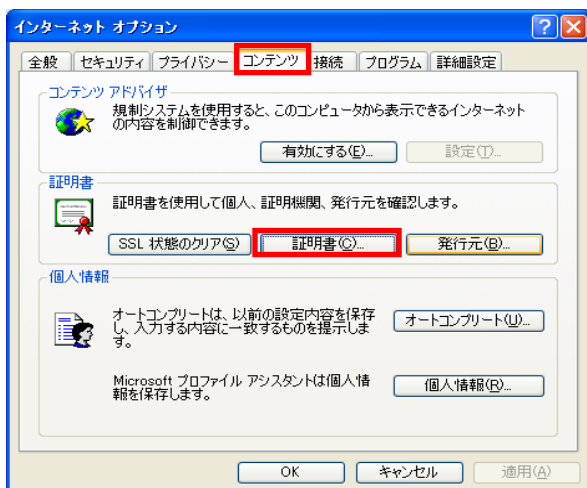 インターネット オプション
全般 セキュリティ プライバシー コンテンツ 接続 プログラム 詳細設定
コンテンツ アドバイザ
規制システムを使用すると、このコンピュータから表示できるインターネット
の内容を制御できます。
有効にする(E)... 設定(T)...
証明書
証明書を使用して個人、証明機関、発行元を確認します。
SSL 状態のクリア(S) 証明書(C)... 発行元(B)...
個人情報
オートコンプリートは、以前の設定内容を保存
し、入力する内容に一致するものを提示しま
す。
オートコンプリート(U)...
Microsoft プロファイル アシスタントは個人情
報を保存します。
個人情報(R)...
OK キャンセル 適用(A)